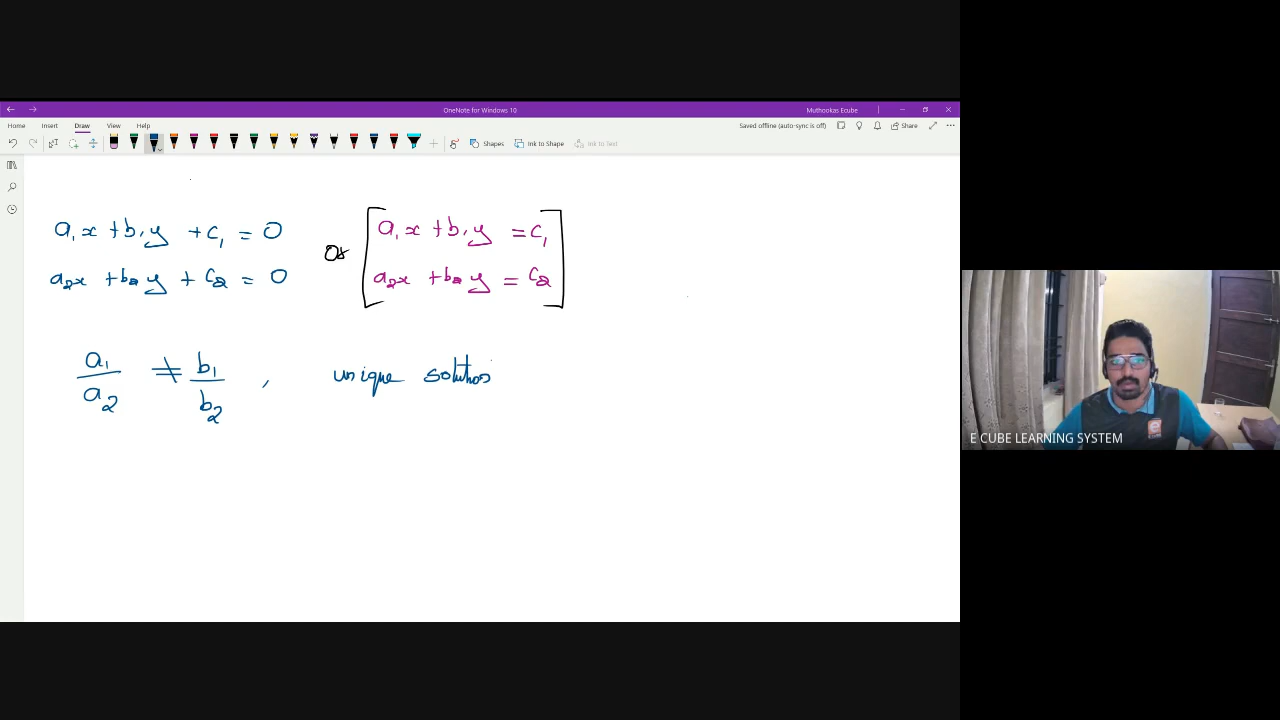 OneNote for Windows 10
Muthookas Ecube
Home Insert Draw View Help
Saved offline (auto-sync is off)
Share
Shapes
Ink to Shape
Ink to Text
a₁x + b₁y + c₁ = 0
a₂x + b₂y + c₂ = 0
Or
a₁x + b₁y = c₁
a₂x + b₂y = c₂
a₁/a₂ ≠ b₁/b₂ , unique solution
E CUBE LEARNING SYSTEM